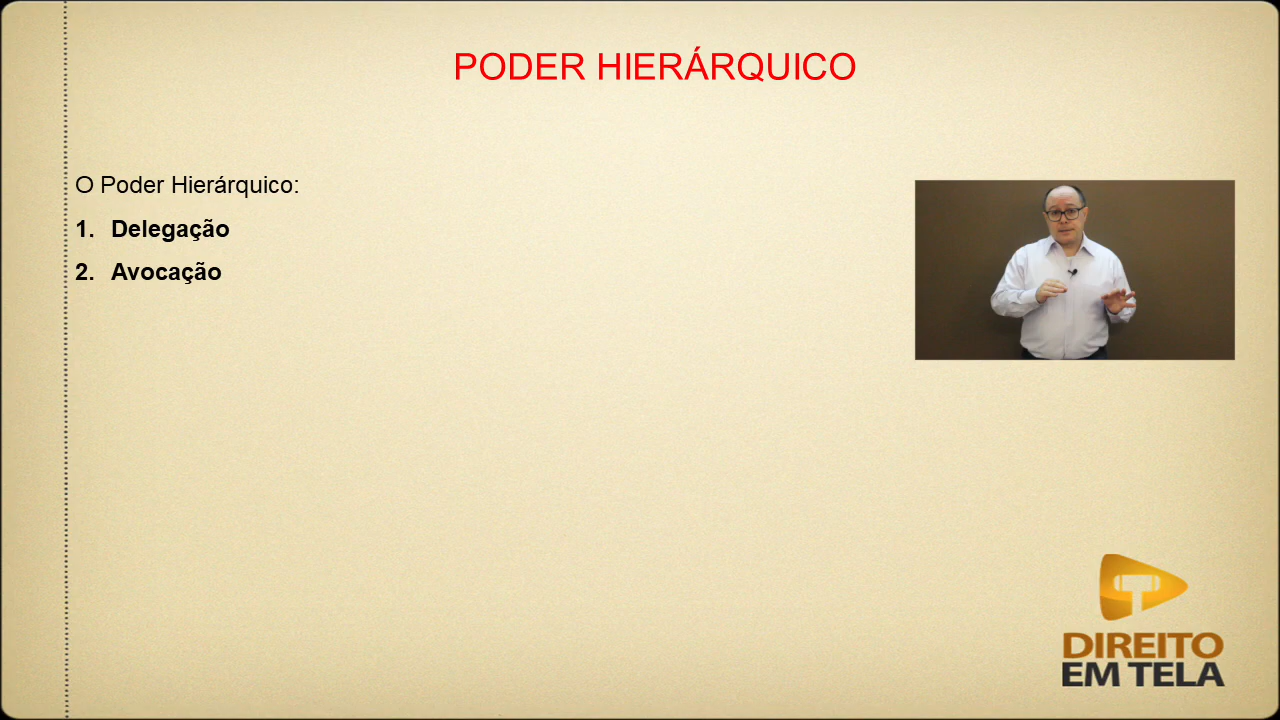 PODER HIERÁRQUICO
O Poder Hierárquico:
1. Delegação
2. Avocação
DIREITO
EM TELA